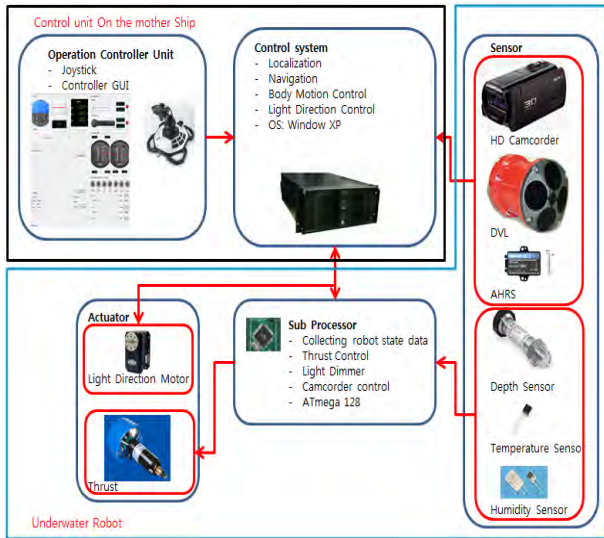 Control unit On the mother Ship
Operation Controller Unit
- Joystick
- Controller GUI
Control system
- Localization
- Navigation
- Body Motion Control
- Light Direction Control
- OS: Window XP
Sensor
HD Camcorder
DVL
AHRS
Depth Sensor
Temperature Senso
Humidity Sensor
Actuator
Light Direction Motor
Thrust
Sub Processor
- Collecting robot state data
- Thrust Control
- Light Dimmer
- Camcorder control
- ATmega 128
Underwater Robot